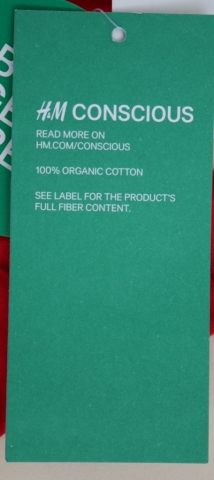 H&M CONSCIOUS
READ MORE ON
HM.COM/CONSCIOUS
100% ORGANIC COTTON
SEE LABEL FOR THE PRODUCT'S
FULL FIBER CONTENT.